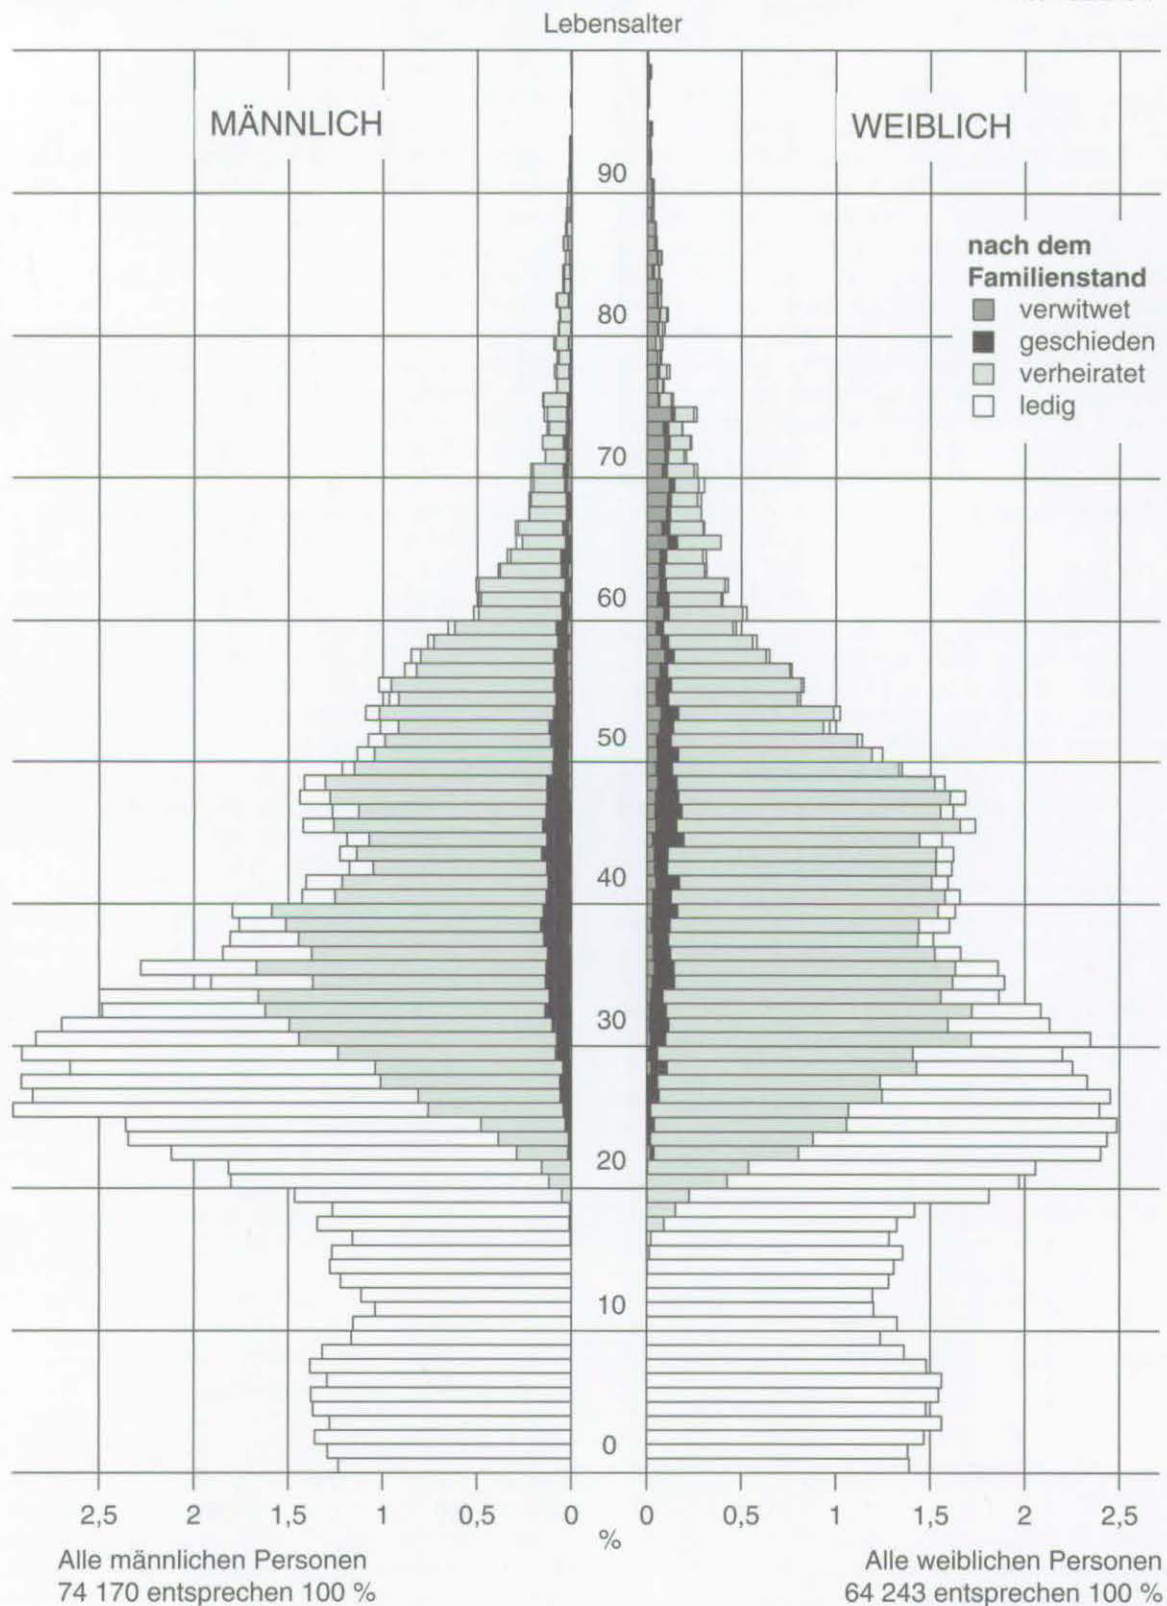 Lebensalter
MÄNNLICH
WEIBLICH
90
80
70
60
50
40
30
20
10
0
nach dem
Familienstand
verwitwet
geschieden
verheiratet
ledig
2,5 2 1,5 1 0,5 0 0 0,5 1 1,5 2 2,5
%
Alle männlichen Personen
74 170 entsprechen 100 %
Alle weiblichen Personen
64 243 entsprechen 100 %